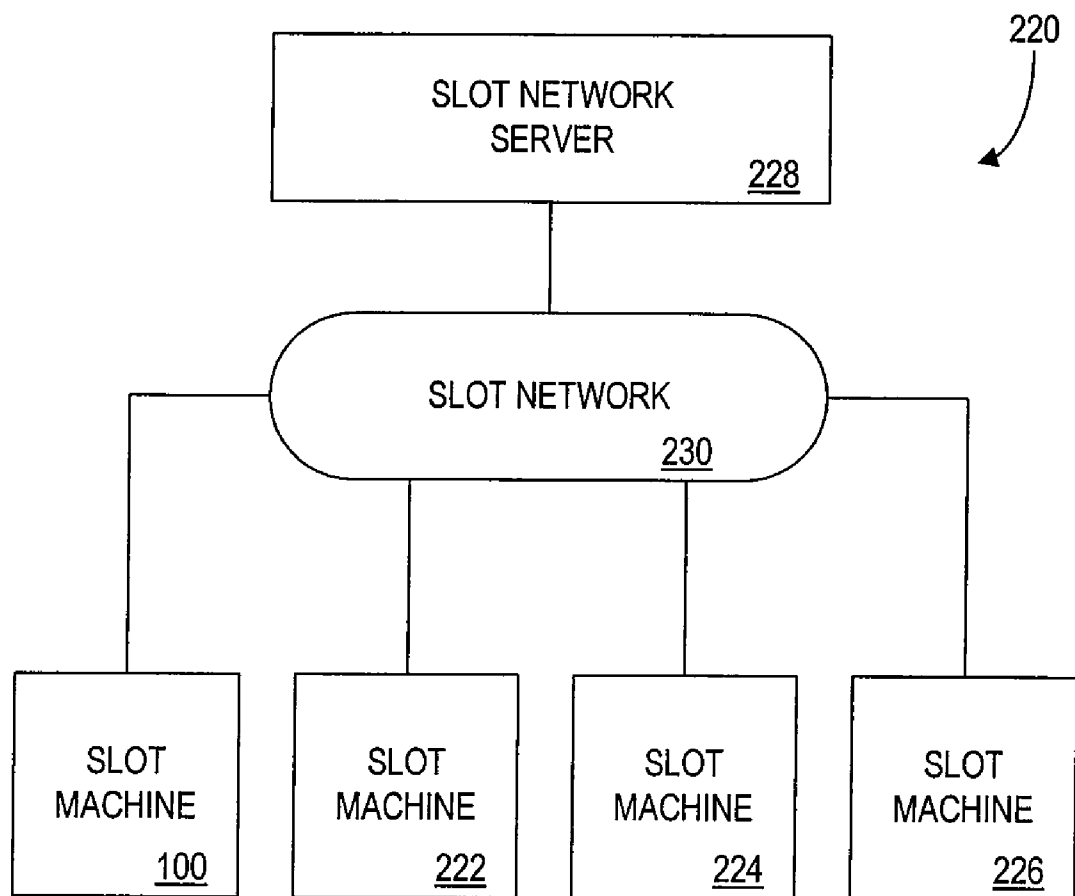 220
SLOT NETWORK
SERVER
228
SLOT NETWORK
230
SLOT
MACHINE
100
SLOT
MACHINE
222
SLOT
MACHINE
224
SLOT
MACHINE
226